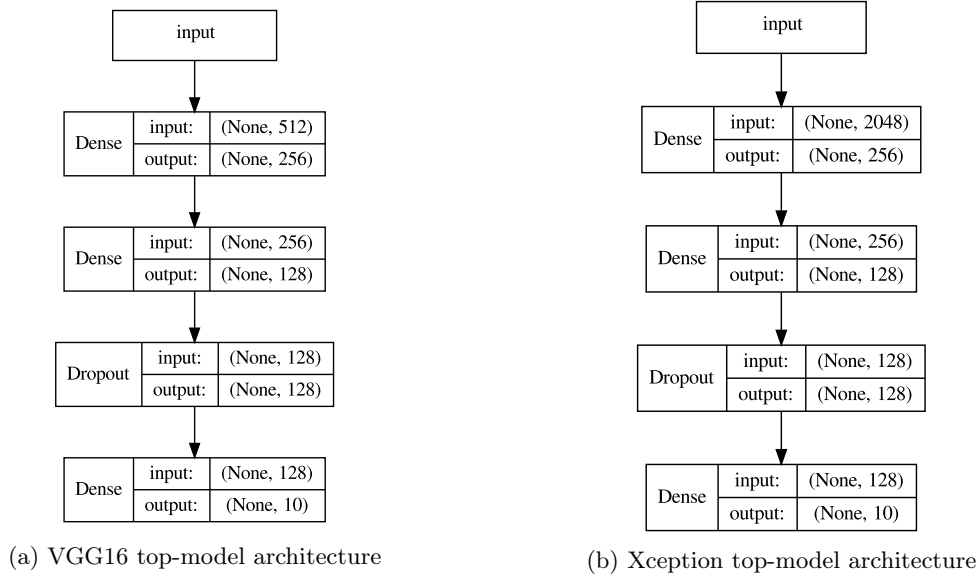 input
Dense input: (None, 512)
output: (None, 256)
Dense input: (None, 256)
output: (None, 128)
Dropout input: (None, 128)
output: (None, 128)
Dense input: (None, 128)
output: (None, 10)
(a) VGG16 top-model architecture
input
Dense input: (None, 2048)
output: (None, 256)
Dense input: (None, 256)
output: (None, 128)
Dropout input: (None, 128)
output: (None, 128)
Dense input: (None, 128)
output: (None, 10)
(b) Xception top-model architecture